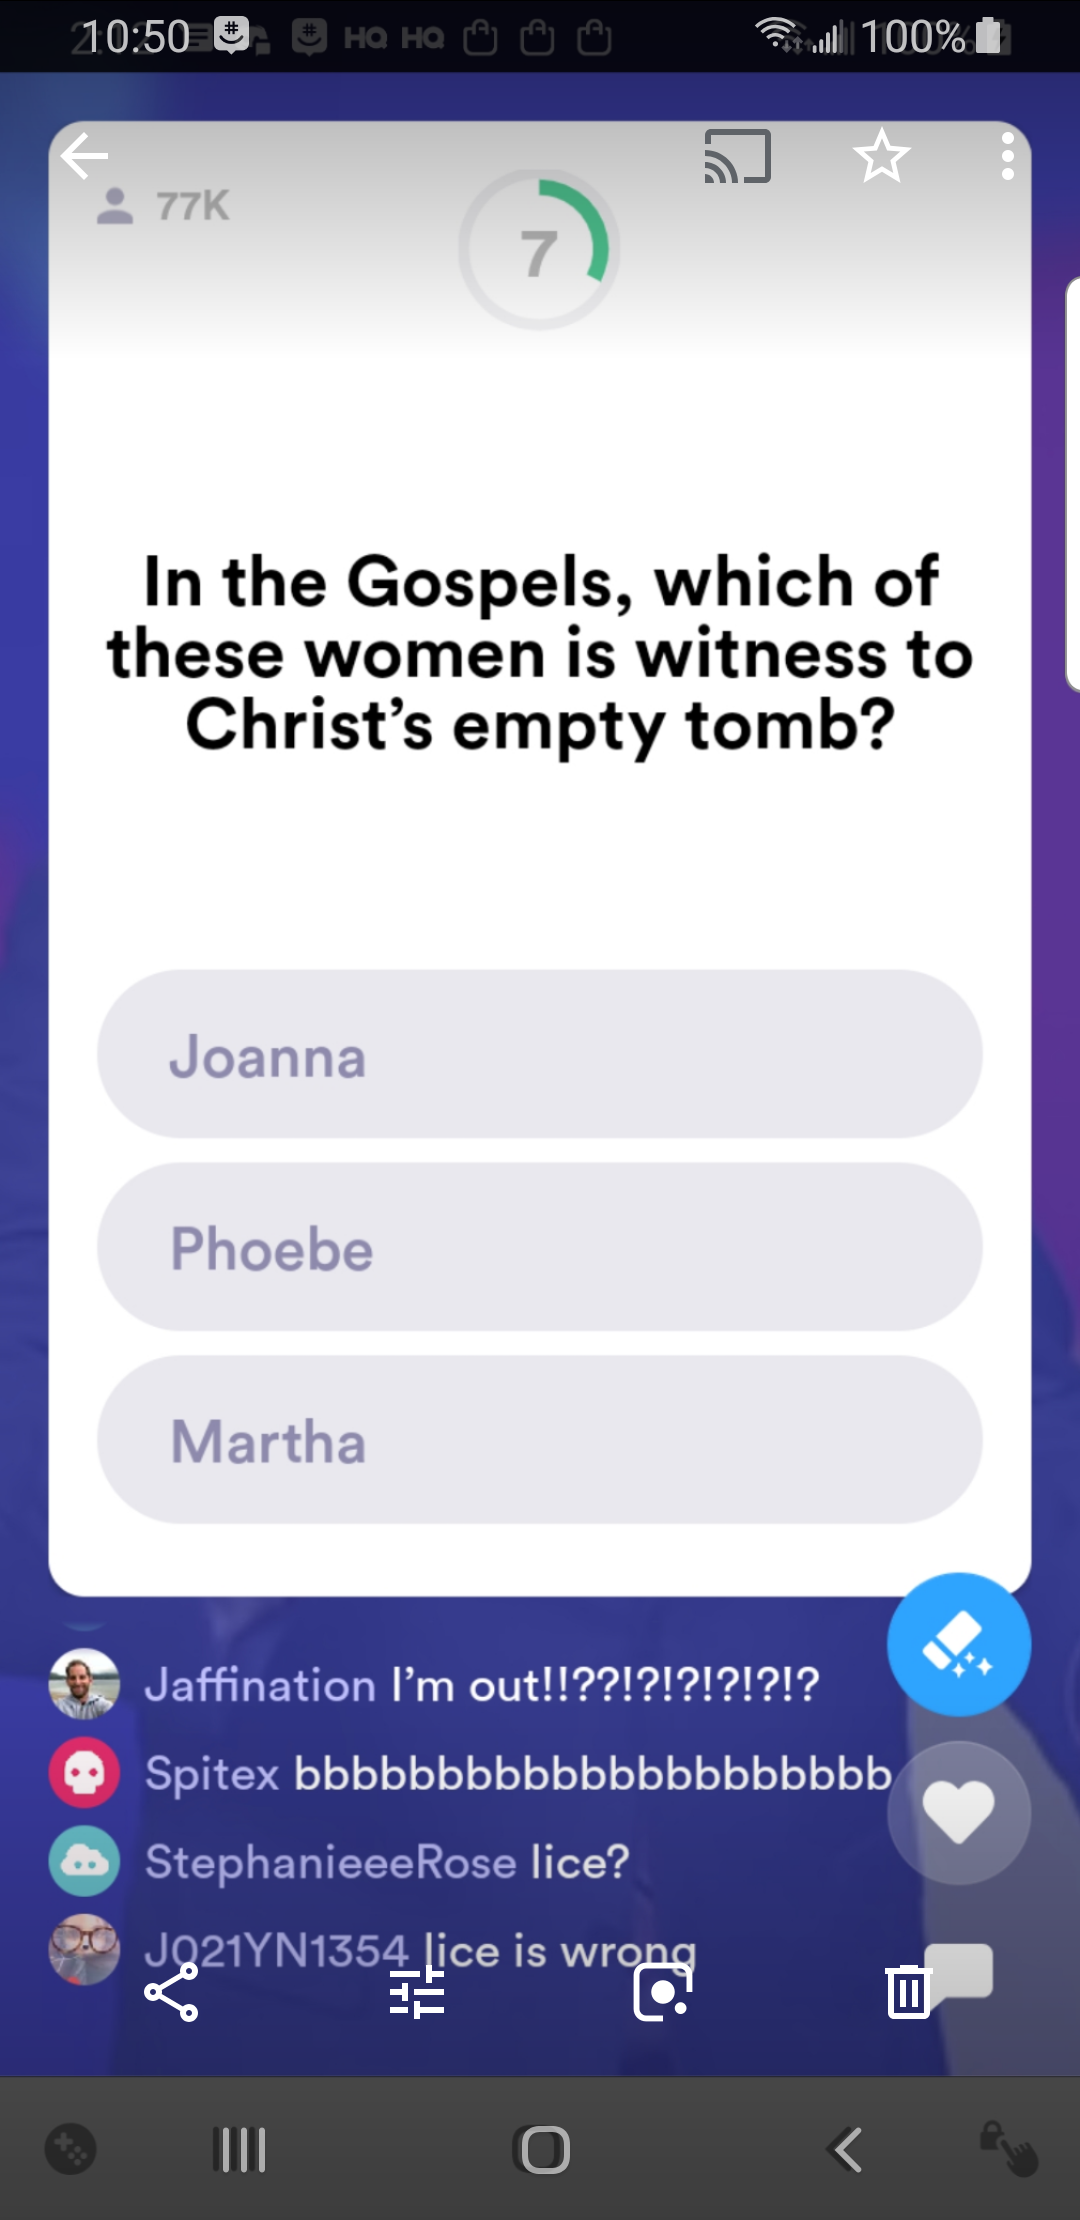 10:50 HQ HQ 100%
77K
7
In the Gospels, which of
these women is witness to
Christ's empty tomb?
Joanna
Phoebe
Martha
Jaffination I'm out!!??!?!?!?!?!?
Spitex bbbbbbbbbbbbbbbbbbbbb
StephanieeeRose lice?
J021YN1354 lice is wrong